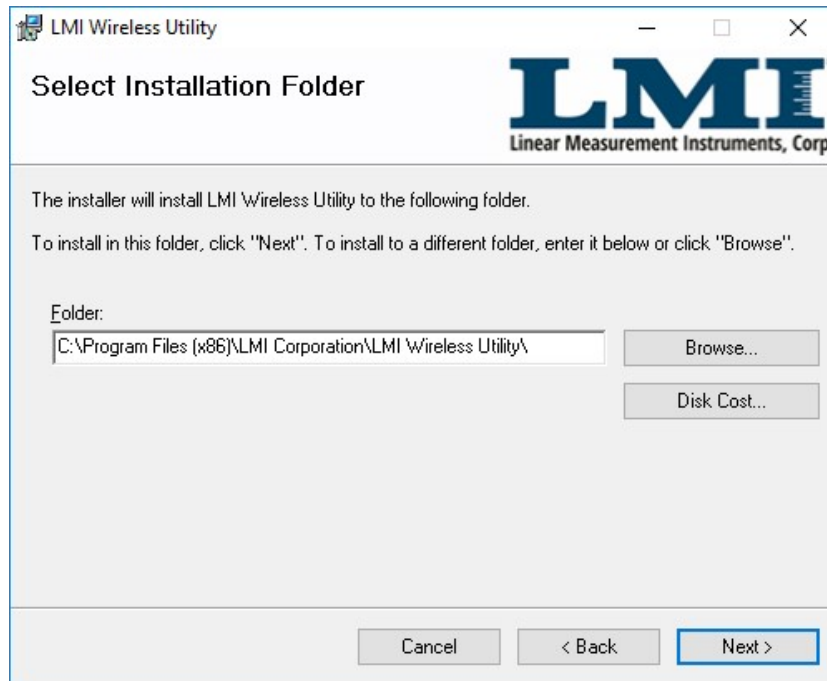 LMI Wireless Utility
Select Installation Folder
LMI
Linear Measurement Instruments, Corp
The installer will install LMI Wireless Utility to the following folder.
To install in this folder, click "Next". To install to a different folder, enter it below or click "Browse".
Folder:
C:\Program Files (x86)\LMI Corporation\LMI Wireless Utility\
Browse...
Disk Cost...
Cancel
< Back
Next >